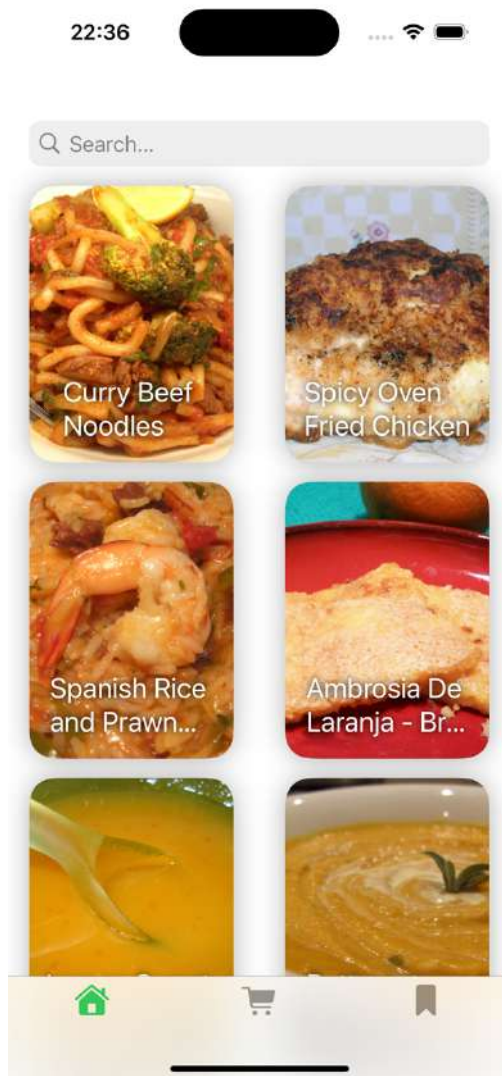 22:36
Search...
Curry Beef
Noodles
Spicy Oven
Fried Chicken
Spanish Rice
and Prawn...
Ambrosia De
Laranja - Br...